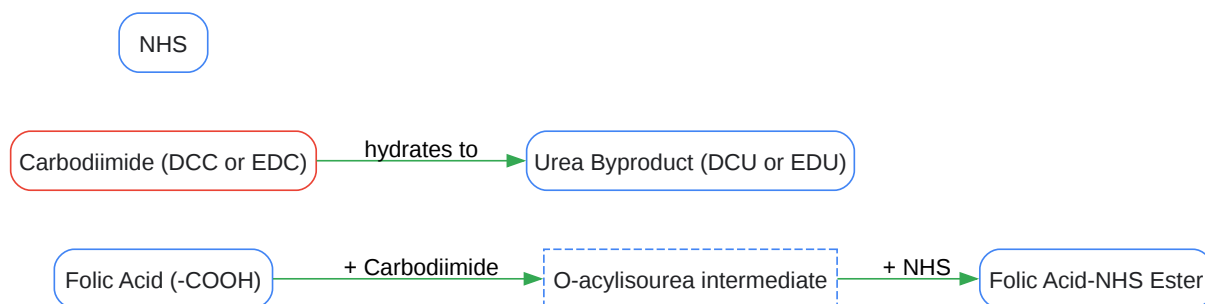 NHS
Carbodiimide (DCC or EDC)
hydrates to
Urea Byproduct (DCU or EDU)
Folic Acid (-COOH)
+ Carbodiimide
O-acylisourea intermediate
+ NHS
Folic Acid-NHS Ester